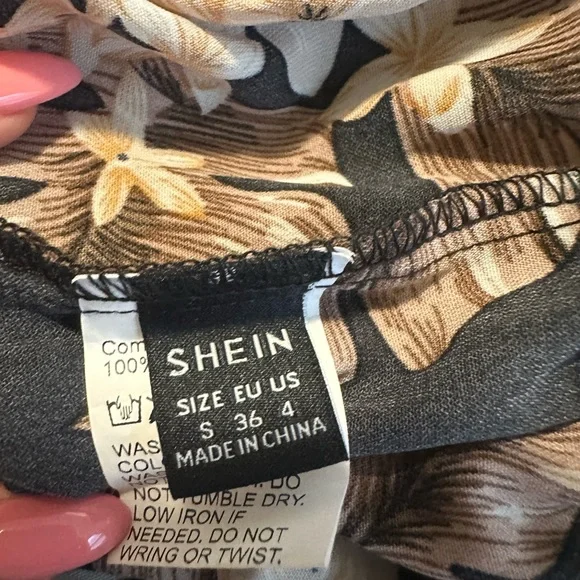 SHEIN
SIZE EU US
S 36 4
MADE IN CHINA
Com
100%
WAS
COL
. DO
NOT TUMBLE DRY.
LOW IRON IF
NEEDED. DO NOT
WRING OR TWIST.